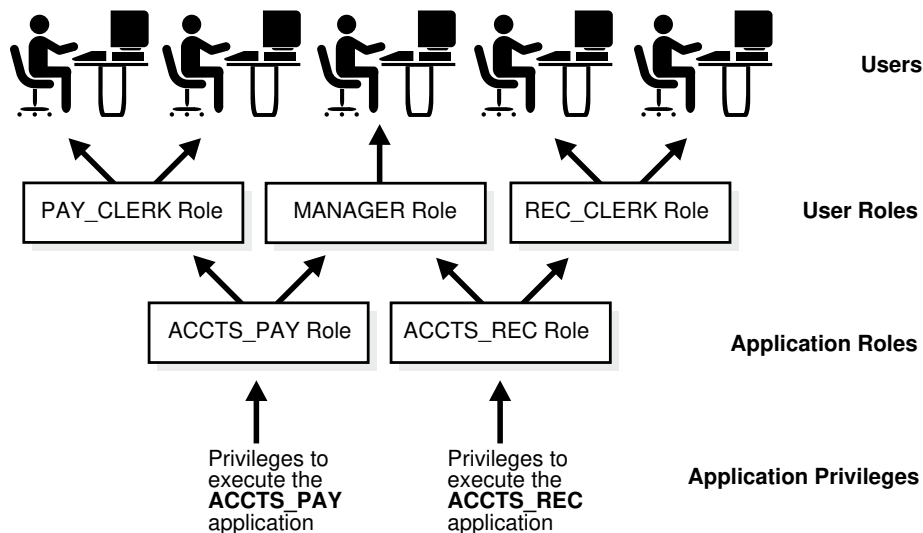 Users
PAY_CLERK Role
MANAGER Role
REC_CLERK Role
User Roles
ACCTS_PAY Role
ACCTS_REC Role
Application Roles
Privileges to
execute the
ACCTS_PAY
application
Privileges to
execute the
ACCTS_REC
application
Application Privileges